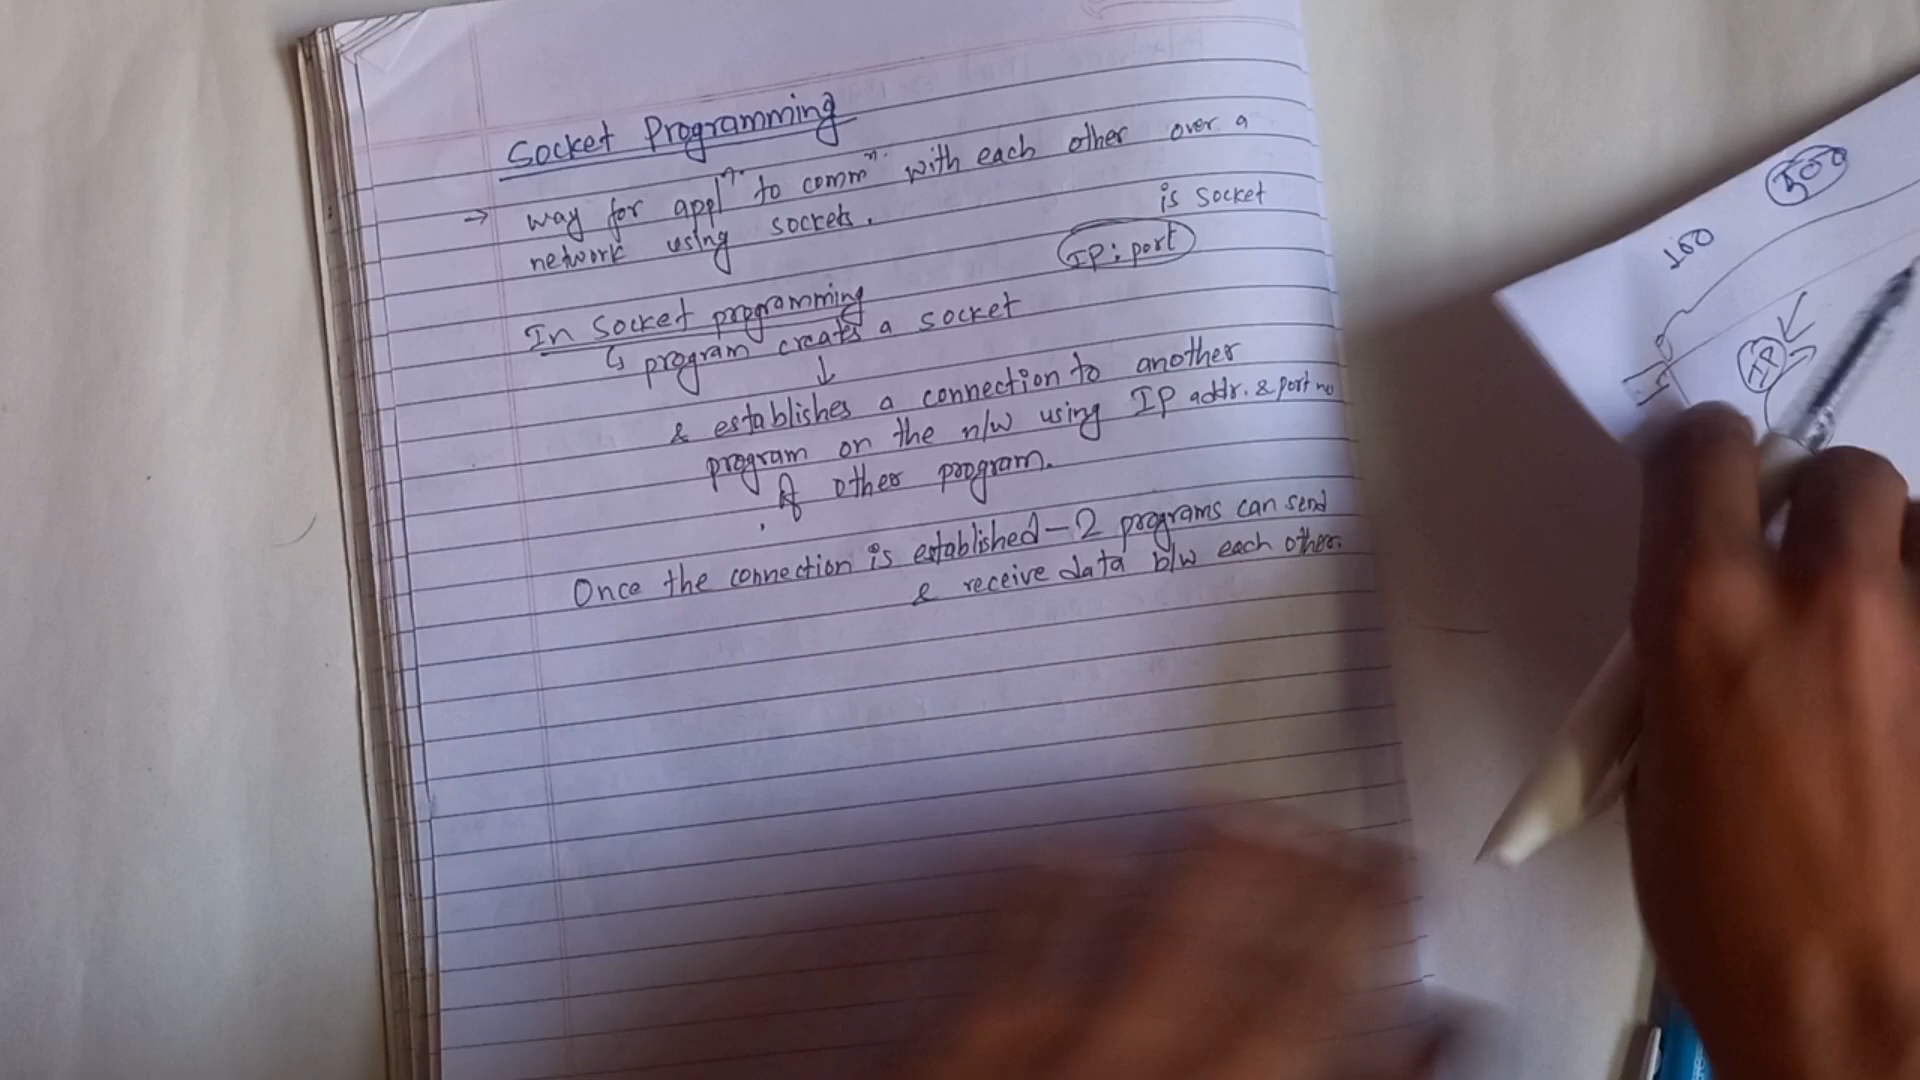 Socket Programming
→ way for appl^n. to comm^n. with each other over a
network using sockets.
is socket
IP : port
In Socket programming
↳ program creates a socket
↓
& establishes a connection to another
program on the n/w using IP addr. & port no
of other program.
Once the connection is established – 2 programs can send
& receive data b/w each other.
500
IP